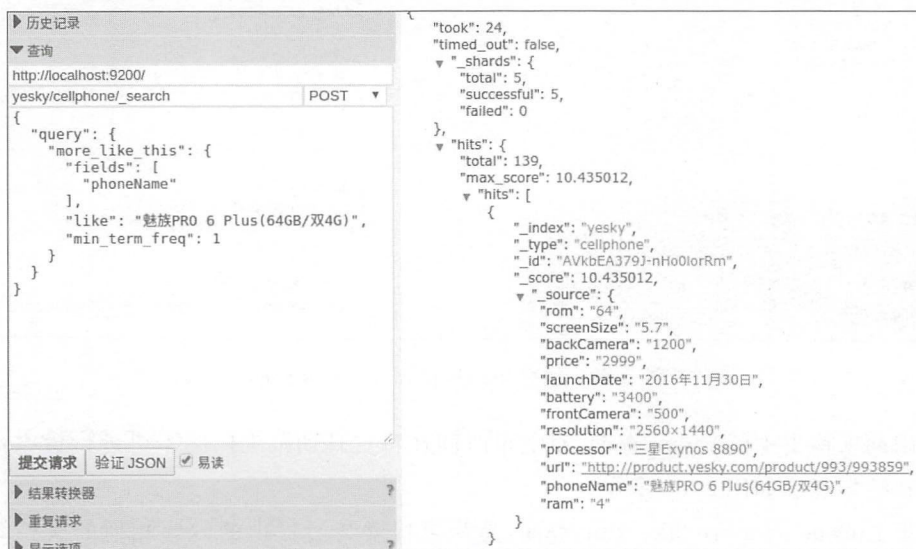 ▶ 历史记录
▼ 查询
http://localhost:9200/
yesky/cellphone/_search POST ▼
{
"query": {
"more_like_this": {
"fields": [
"phoneName"
],
"like": "魅族PRO 6 Plus(64GB/双4G)",
"min_term_freq": 1
}
}
}
提交请求 验证 JSON 易读
▶ 结果转换器 ?
▶ 重复请求
▶ 显示选项 ?
{
"took": 24,
"timed_out": false,
▼ "_shards": {
"total": 5,
"successful": 5,
"failed": 0
},
▼ "hits": {
"total": 139,
"max_score": 10.435012,
▼ "hits": [
{
"_index": "yesky",
"_type": "cellphone",
"_id": "AVkbEA379J-nHo0lorRm",
"_score": 10.435012,
▼ "_source": {
"rom": "64",
"screenSize": "5.7",
"backCamera": "1200",
"price": "2999",
"launchDate": "2016年11月30日",
"battery": "3400",
"frontCamera": "500",
"resolution": "2560×1440",
"processor": "三星Exynos 8890",
"url": "http://product.yesky.com/product/993/993859",
"phoneName": "魅族PRO 6 Plus(64GB/双4G)",
"ram": "4"
}
}